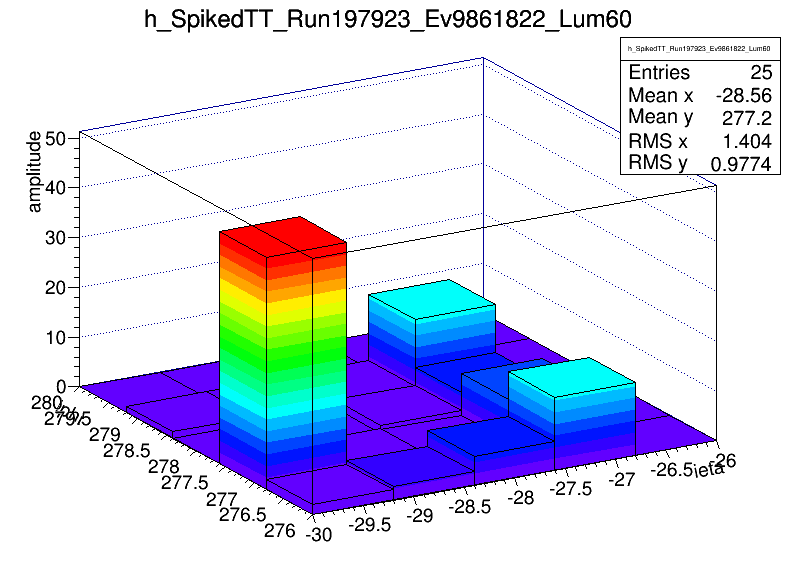 h_SpikedTT_Run197923_Ev9861822_Lum60
h_SpikedTT_Run197923_Ev9861822_Lum60
Entries 25
Mean x -28.56
Mean y 277.2
RMS x 1.404
RMS y 0.9774
amplitude
50
40
30
20
10
0
280
279.5
279
278.5
278
277.5
277
276.5
276
-30
-29.5
-29
-28.5
-28
-27.5
-27
-26.5
-26
ieta